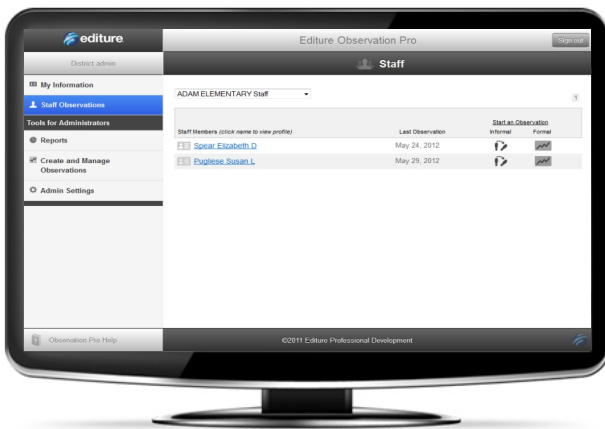 editure
Editure Observation Pro
Sign out
District admin
Staff
My Information
Staff Observations
Tools for Administrators
Reports
Create and Manage
Observations
Admin Settings
ADAM ELEMENTARY Staff
1
Start an Observation
Staff Members (click name to view profile)
Last Observation
Informal
Formal
Spear Elizabeth D
May 24, 2012
Pugliese Susan L
May 29, 2012
Observation Pro Help
©2011 Editure Professional Development